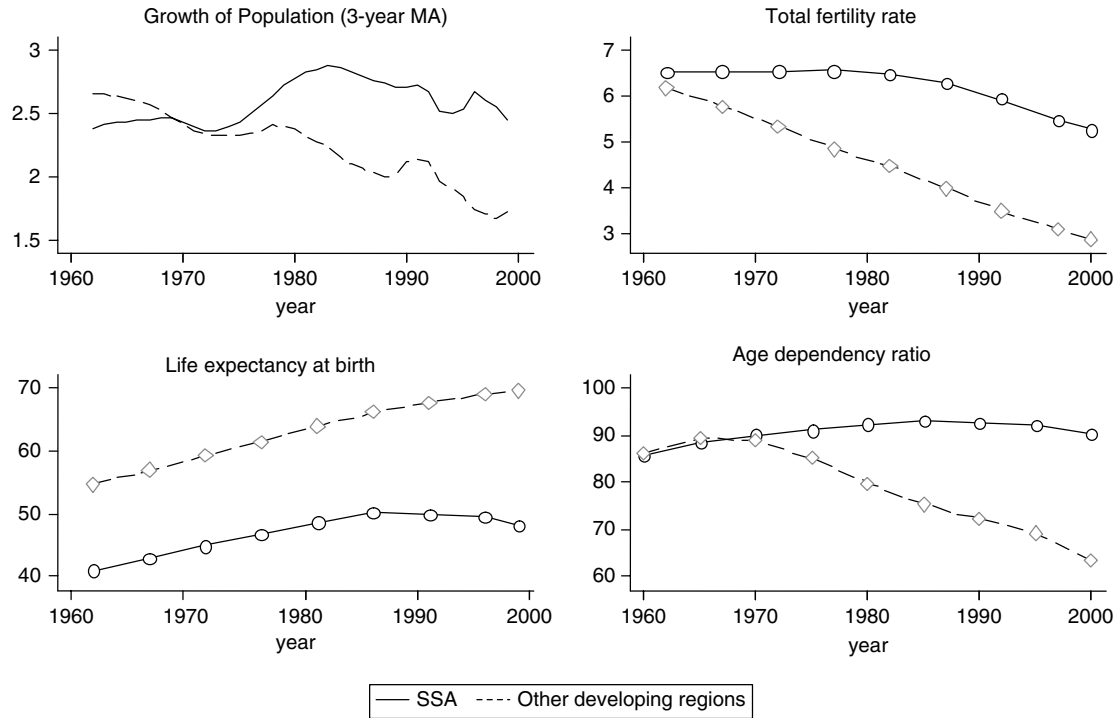 Growth of Population (3-year MA)
3
2.5
2
1.5
1960 1970 1980 1990 2000
year
Total fertility rate
7
6
5
4
3
1960 1970 1980 1990 2000
year
Life expectancy at birth
70
60
50
40
1960 1970 1980 1990 2000
year
Age dependency ratio
100
90
80
70
60
1960 1970 1980 1990 2000
year
SSA Other developing regions